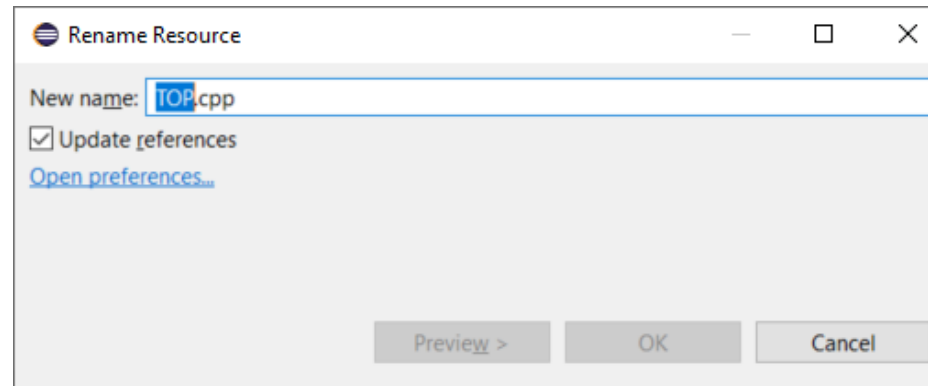 Rename Resource
New name: TOP.cpp
Update references
Open preferences...
Preview > OK Cancel